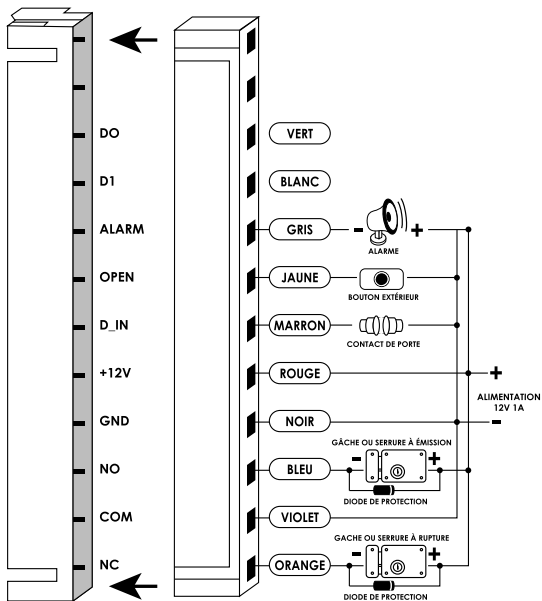 DO
VERT
D1
BLANC
ALARM
GRIS
- +
ALARME
OPEN
JAUNE
BOUTON EXTÉRIEUR
D_IN
MARRON
CONTACT DE PORTE
+12V
ROUGE
+
ALIMENTATION
12V 1A
GND
NOIR
-
GÂCHE OU SERRURE À ÉMISSION
NO
BLEU
- +
DIODE DE PROTECTION
COM
VIOLET
GACHE OU SERRURE À RUPTURE
NC
ORANGE
- +
DIODE DE PROTECTION